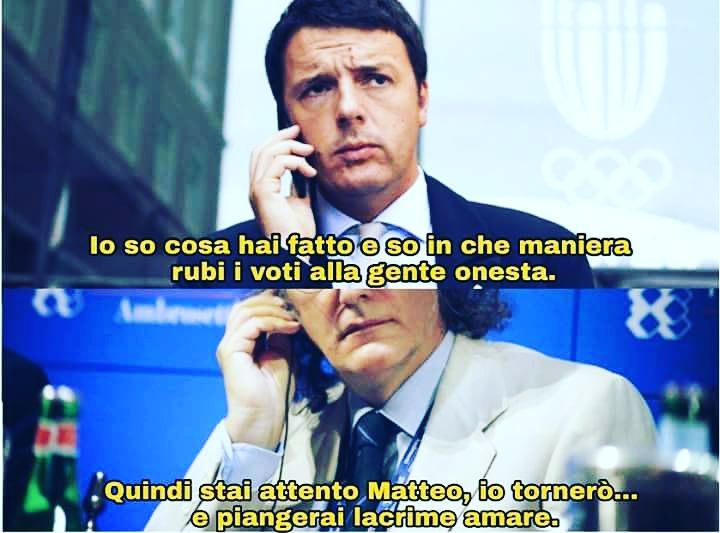 Io so cosa hai fatto e so in che maniera
rubi i voti alla gente onesta.
Quindi stai attento Matteo, io tornerò...
e piangerai lacrime amare.